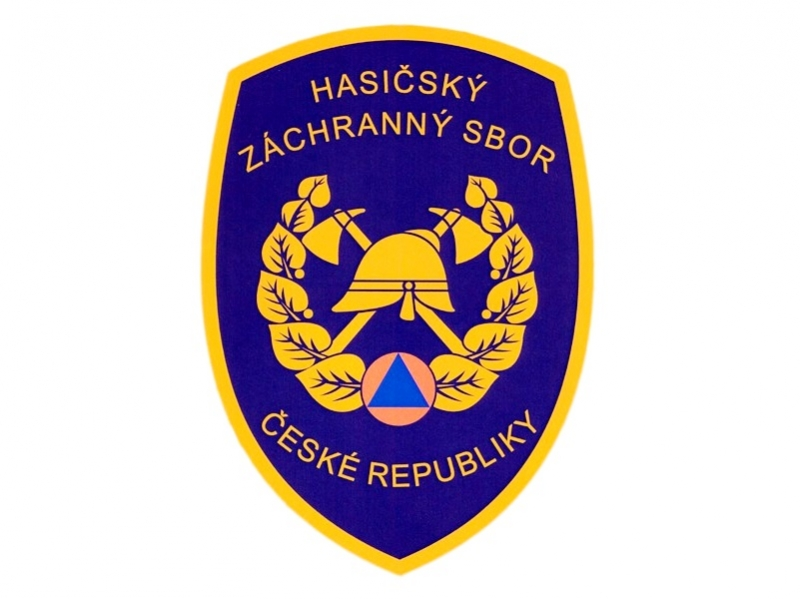 HASIČSKÝ
ZÁCHRANNÝ SBOR
ČESKÉ REPUBLIKY